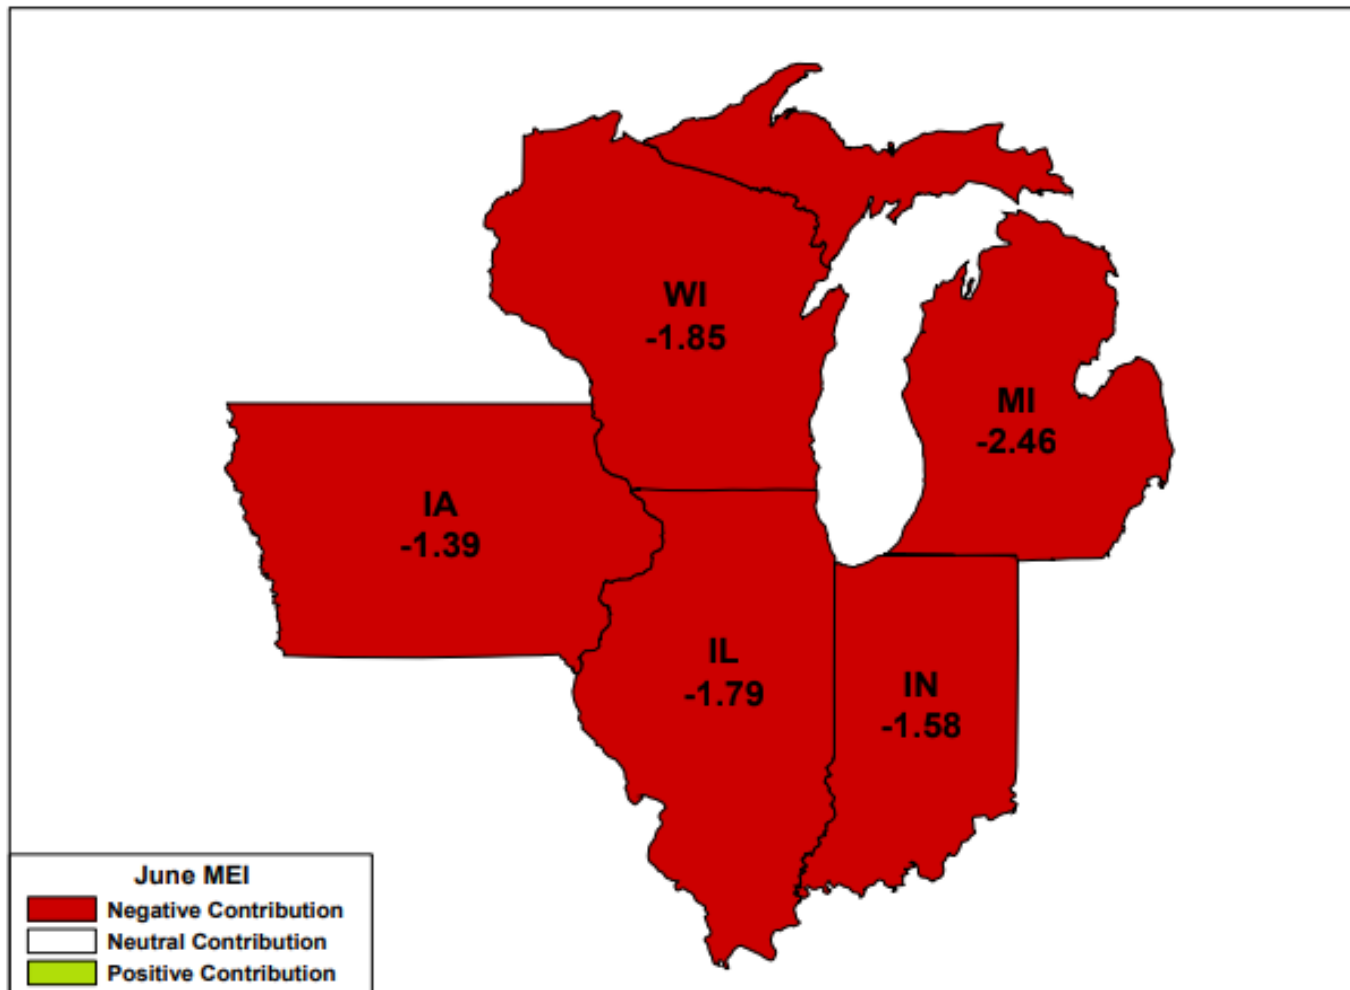 WI
-1.85
MI
-2.46
IA
-1.39
IL
-1.79
IN
-1.58
June MEI
Negative Contribution
Neutral Contribution
Positive Contribution